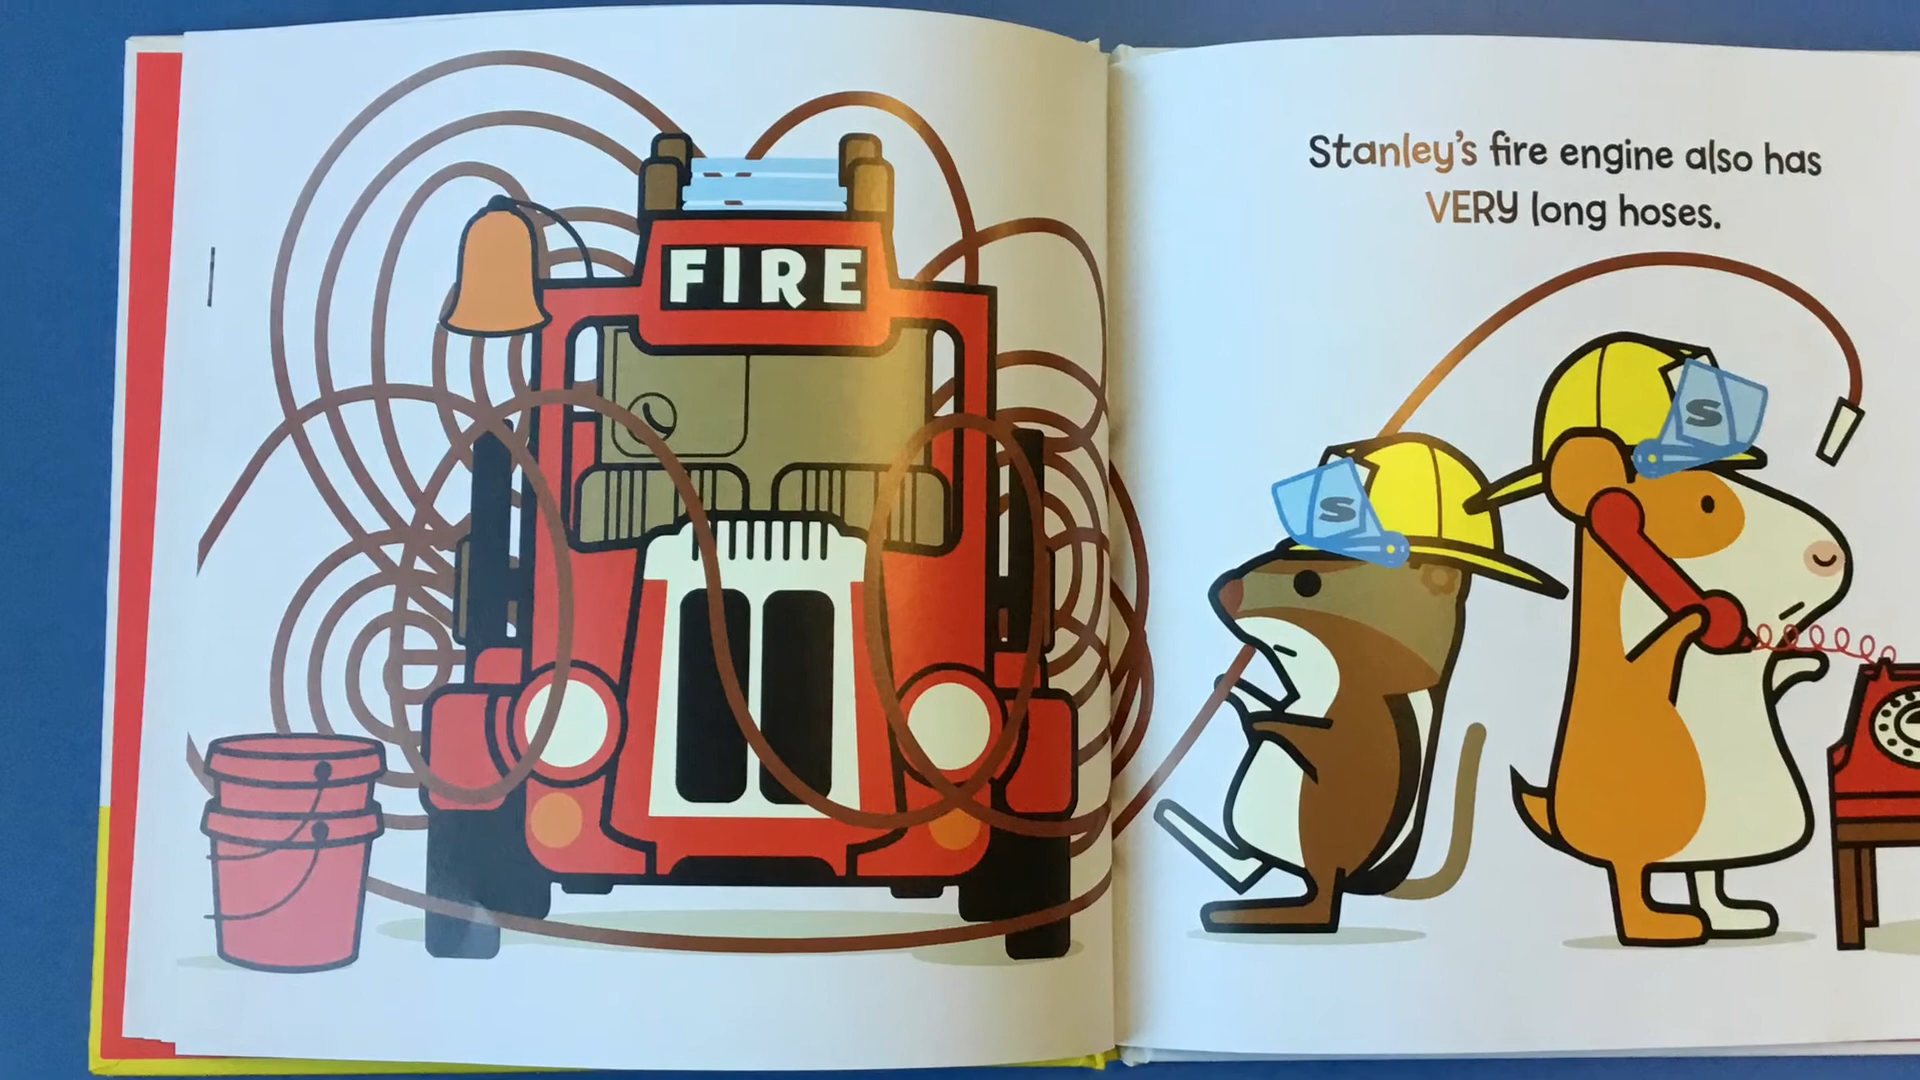 FIRE
Stanley's fire engine also has
VERY long hoses.
S
S